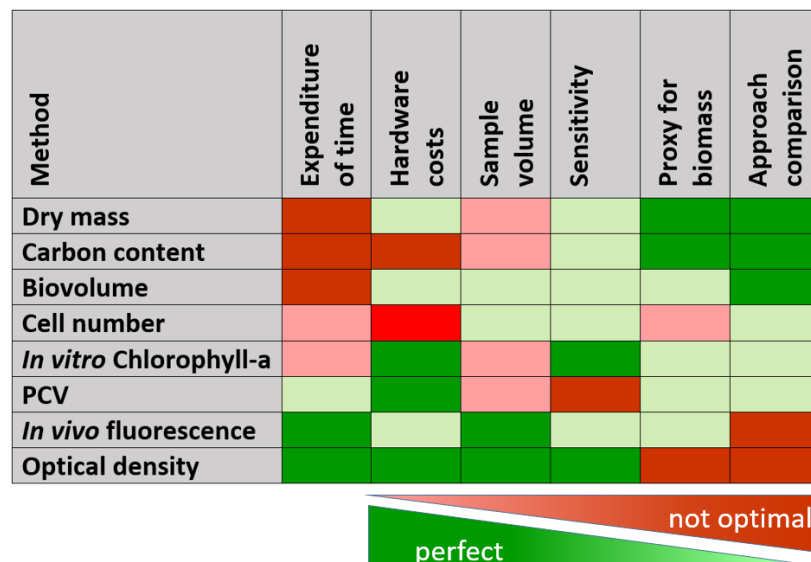 Method
Expenditure
of time
Hardware
costs
Sample
volume
Sensitivity
Proxy for
biomass
Approach
comparison
Dry mass
Carbon content
Biovolume
Cell number
In vitro Chlorophyll-a
PCV
In vivo fluorescence
Optical density
not optimal
perfect